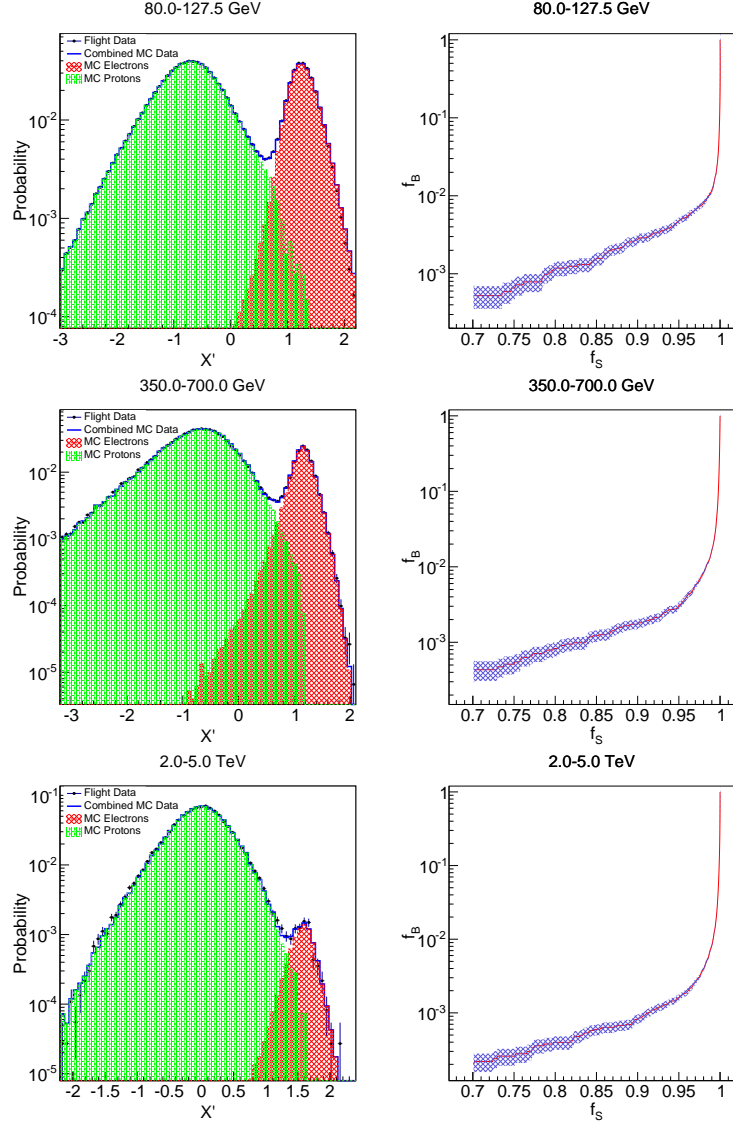 80.0-127.5 GeV
Flight Data
Combined MC Data
MC Electrons
MC Protons
Probability
10⁻²
10⁻³
10⁻⁴
-3 -2 -1 0 1 2
X'
80.0-127.5 GeV
f_B
1
10⁻¹
10⁻²
10⁻³
0.7 0.75 0.8 0.85 0.9 0.95 1
f_S
350.0-700.0 GeV
Flight Data
Combined MC Data
MC Electrons
MC Protons
Probability
10⁻²
10⁻³
10⁻⁴
10⁻⁵
-3 -2 -1 0 1 2
X'
350.0-700.0 GeV
f_B
1
10⁻¹
10⁻²
10⁻³
0.7 0.75 0.8 0.85 0.9 0.95 1
f_S
2.0-5.0 TeV
Flight Data
Combined MC Data
MC Electrons
MC Protons
Probability
10⁻¹
10⁻²
10⁻³
10⁻⁴
10⁻⁵
-2 -1.5 -1 -0.5 0 0.5 1 1.5 2
X'
2.0-5.0 TeV
f_B
1
10⁻¹
10⁻²
10⁻³
0.7 0.75 0.8 0.85 0.9 0.95 1
f_S